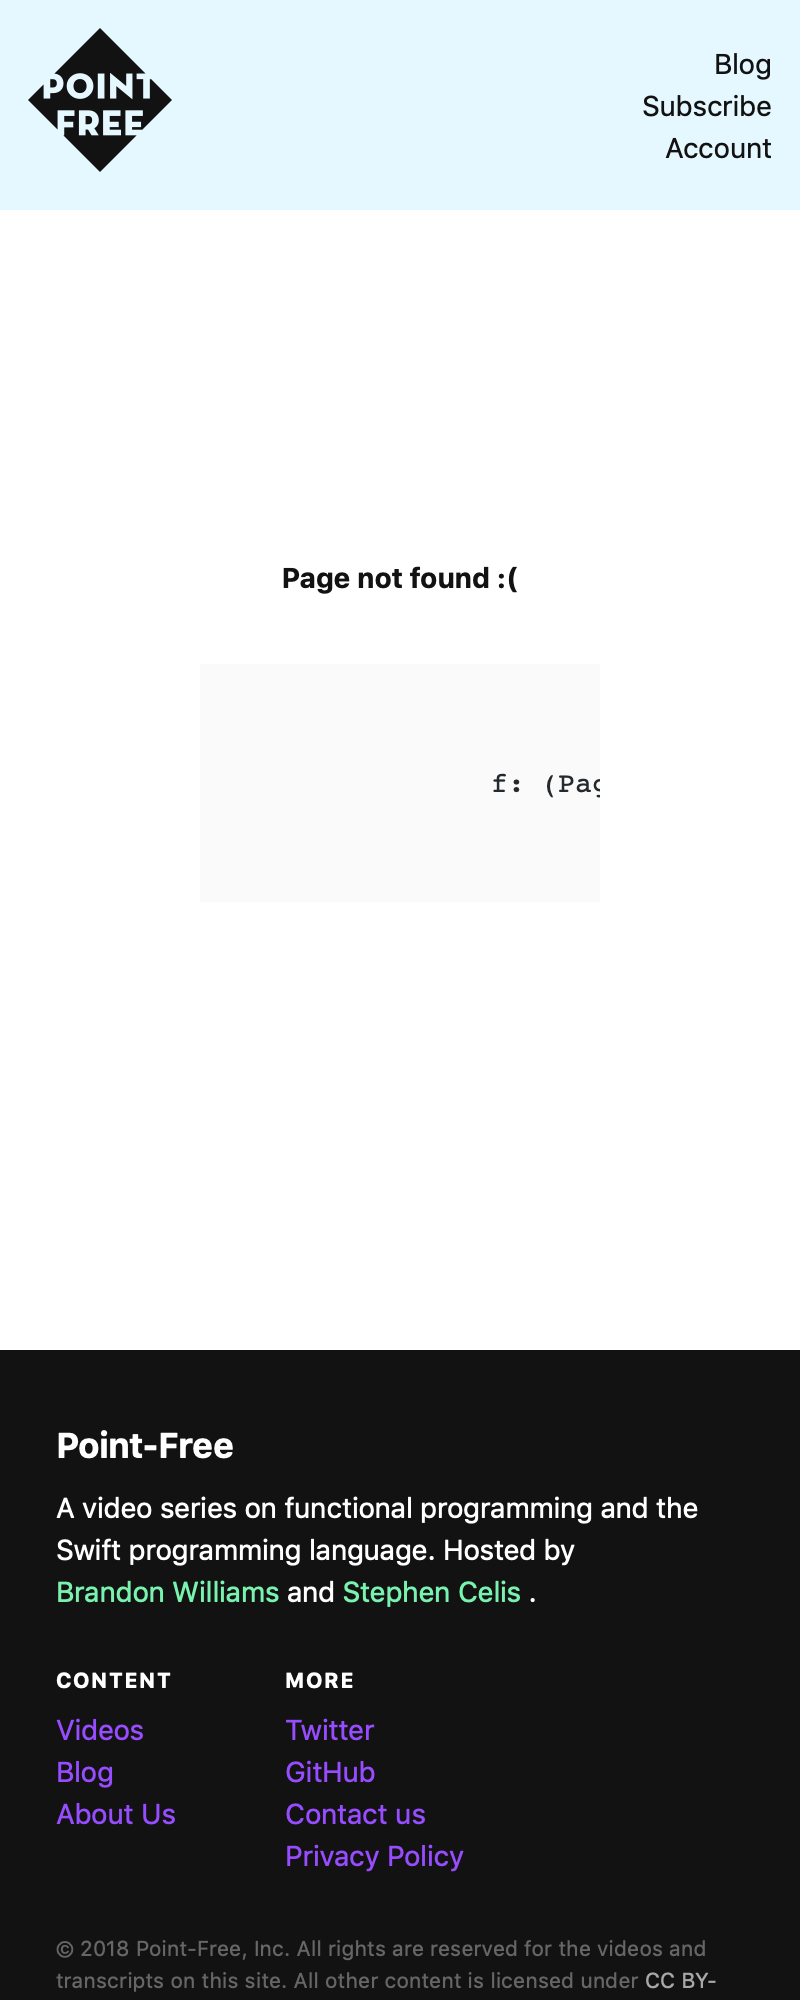 POINT
FREE
Blog
Subscribe
Account
Page not found :(
f: (Pag
Point-Free
A video series on functional programming and the
Swift programming language. Hosted by
Brandon Williams and Stephen Celis .
CONTENT
Videos
Blog
About Us
MORE
Twitter
GitHub
Contact us
Privacy Policy
© 2018 Point-Free, Inc. All rights are reserved for the videos and
transcripts on this site. All other content is licensed under CC BY-